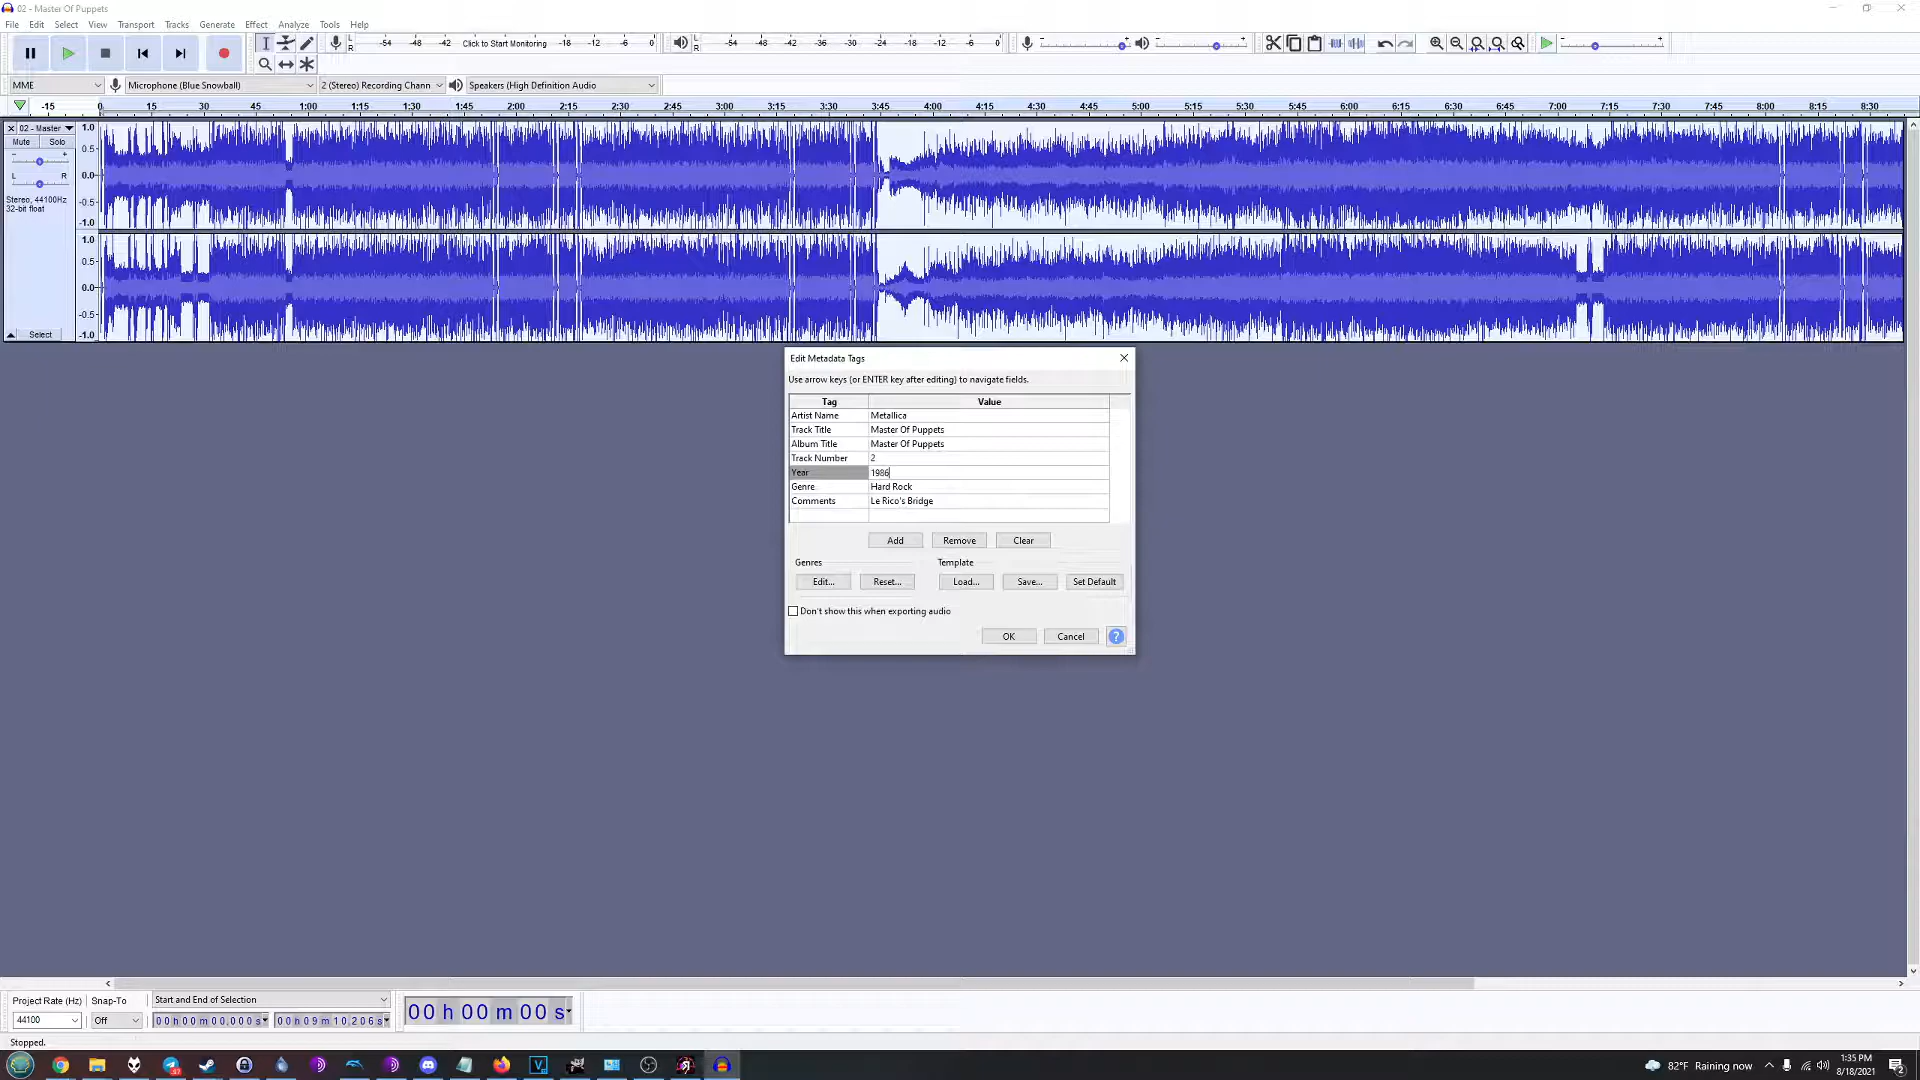 02 - Master Of Puppets
File Edit Select View Transport Tracks Generate Effect Analyze Tools Help
L R -54 -48 -42 Click to Start Monitoring -18 -12 -6 0 L R -54 -48 -42 -36 -30 -24 -18 -12 -6 0 - + - + - +
MME Microphone (Blue Snowball) 2 (Stereo) Recording Chann Speakers (High Definition Audio
-15 0 15 30 45 1:00 1:15 1:30 1:45 2:00 2:15 2:30 2:45 3:00 3:15 3:30 3:45 4:00 4:15 4:30 4:45 5:00 5:15 5:30 5:45 6:00 6:15 6:30 6:45 7:00 7:15 7:30 7:45 8:00 8:15 8:30
02 - Master 1.0
Mute Solo
- + 0.5
L R 0.0
Stereo, 44100Hz -0.5
32-bit float
-1.0
1.0
0.5
0.0
-0.5
Select -1.0
Edit Metadata Tags
Use arrow keys (or ENTER key after editing) to navigate fields.
Tag Value
Artist Name Metallica
Track Title Master Of Puppets
Album Title Master Of Puppets
Track Number 2
Year 1986
Genre Hard Rock
Comments Le Rico's Bridge
Add Remove Clear
Genres Template
Edit... Reset... Load... Save... Set Default
Don't show this when exporting audio
OK Cancel ?
Project Rate (Hz) Snap-To Start and End of Selection
44100 Off 00 h 00 m 00.000 s 00 h 09 m 10.206 s 00 h 00 m 00 s
Stopped.
82°F Raining now 1:35 PM
8/18/2021 2